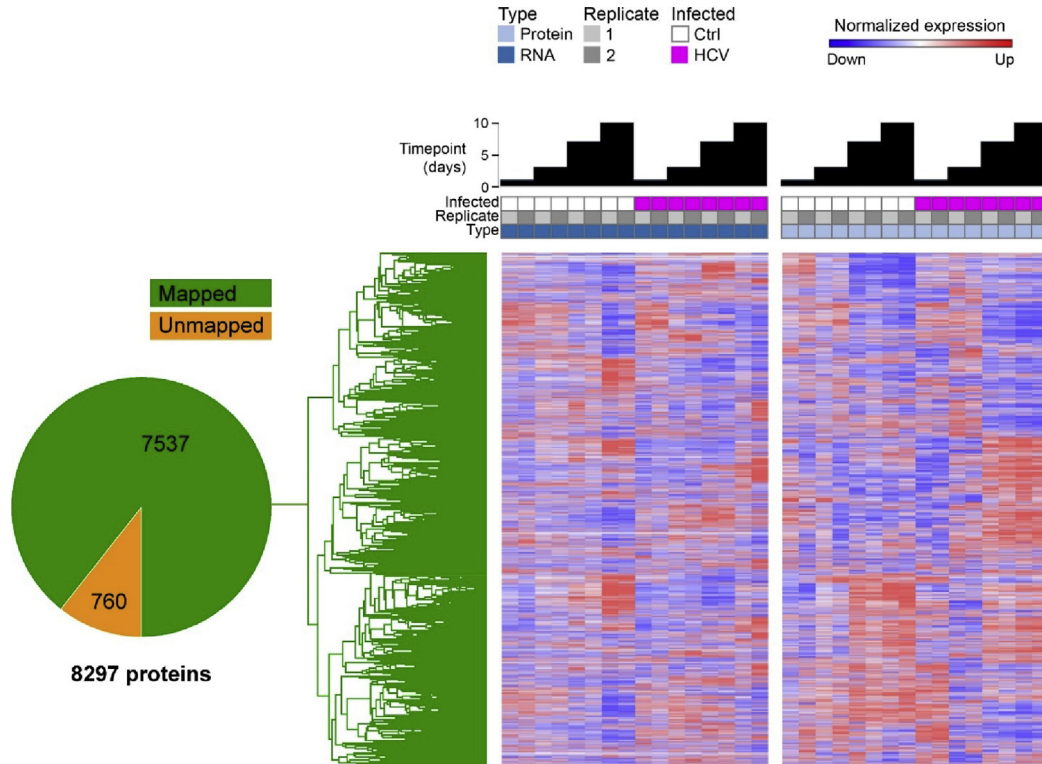 Type
Replicate
Infected
Protein
1
Ctrl
RNA
2
HCV
Normalized expression
Down
Up
10
5
0
Timepoint
(days)
Infected
Replicate
Type
Mapped
Unmapped
7537
760
8297 proteins